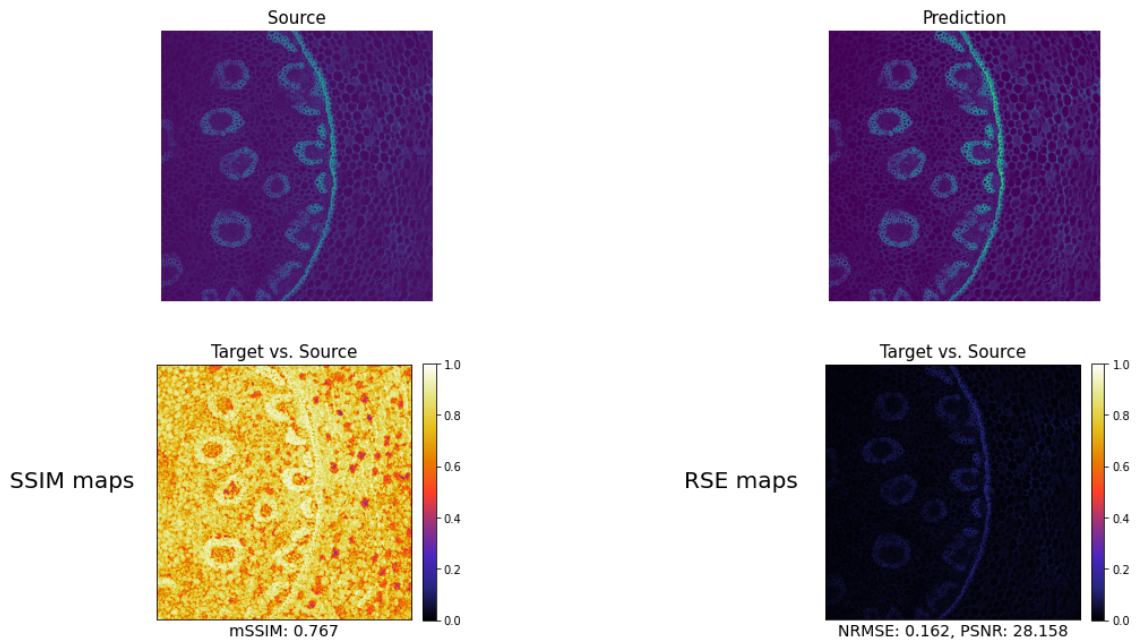 Source
Prediction
Target vs. Source
Target vs. Source
SSIM maps
1.0
0.8
0.6
0.4
0.2
0.0
RSE maps
1.0
0.8
0.6
0.4
0.2
0.0
mSSIM: 0.767
NRMSE: 0.162, PSNR: 28.158